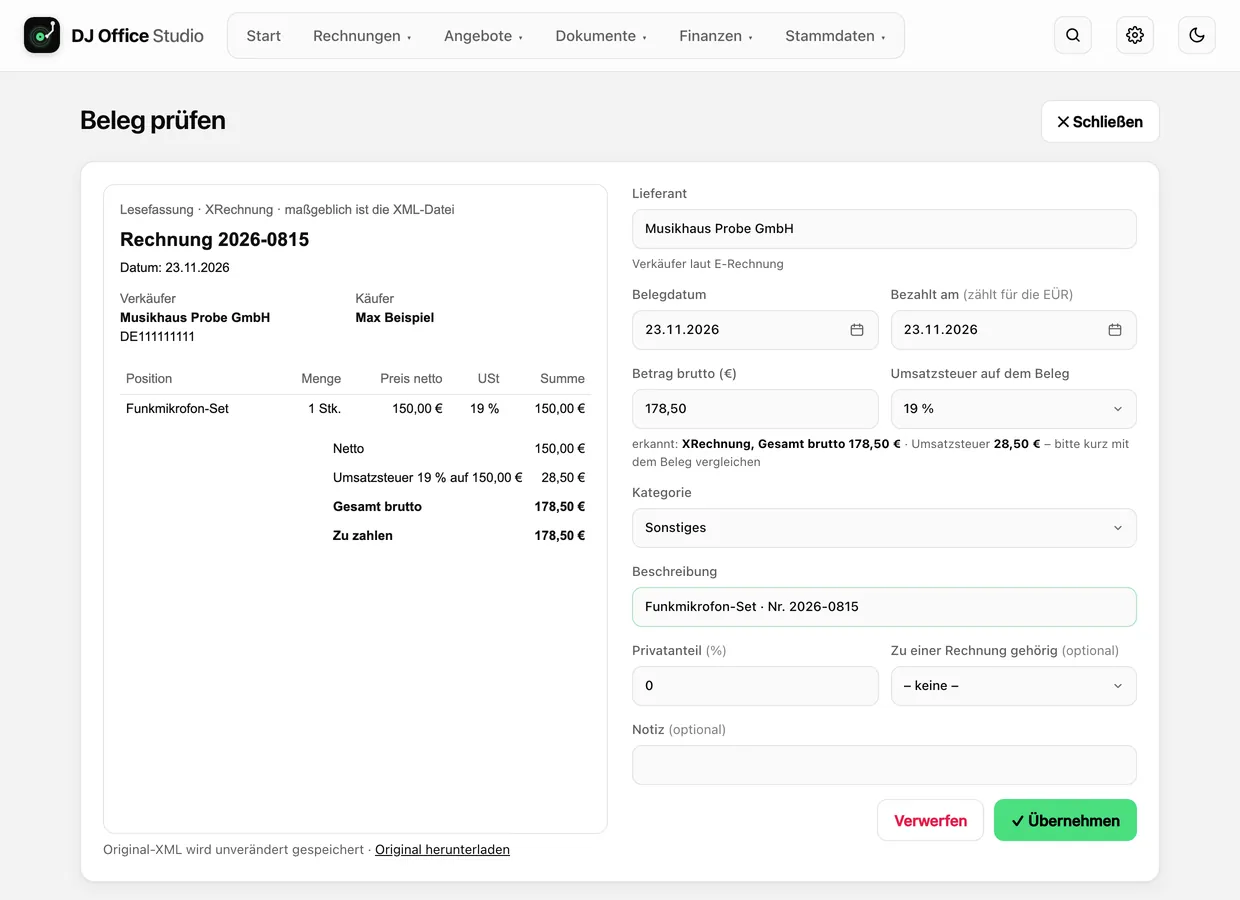 DJ Office Studio
Start
Rechnungen
Angebote
Dokumente
Finanzen
Stammdaten
Beleg prüfen
Schließen
Lesefassung · XRechnung · maßgeblich ist die XML-Datei
Rechnung 2026-0815
Datum: 23.11.2026
Verkäufer Käufer
Musikhaus Probe GmbH Max Beispiel
DE111111111
Position Menge Preis netto USt Summe
Funkmikrofon-Set 1 Stk. 150,00 € 19 % 150,00 €
Netto 150,00 €
Umsatzsteuer 19 % auf 150,00 € 28,50 €
Gesamt brutto 178,50 €
Zu zahlen 178,50 €
Original-XML wird unverändert gespeichert · Original herunterladen
Lieferant
Musikhaus Probe GmbH
Verkäufer laut E-Rechnung
Belegdatum Bezahlt am (zählt für die EÜR)
23.11.2026 23.11.2026
Betrag brutto (€) Umsatzsteuer auf dem Beleg
178,50 19 %
erkannt: XRechnung, Gesamt brutto 178,50 € · Umsatzsteuer 28,50 € – bitte kurz mit
dem Beleg vergleichen
Kategorie
Sonstiges
Beschreibung
Funkmikrofon-Set · Nr. 2026-0815
Privatanteil (%) Zu einer Rechnung gehörig (optional)
0 – keine –
Notiz (optional)
Verwerfen
Übernehmen